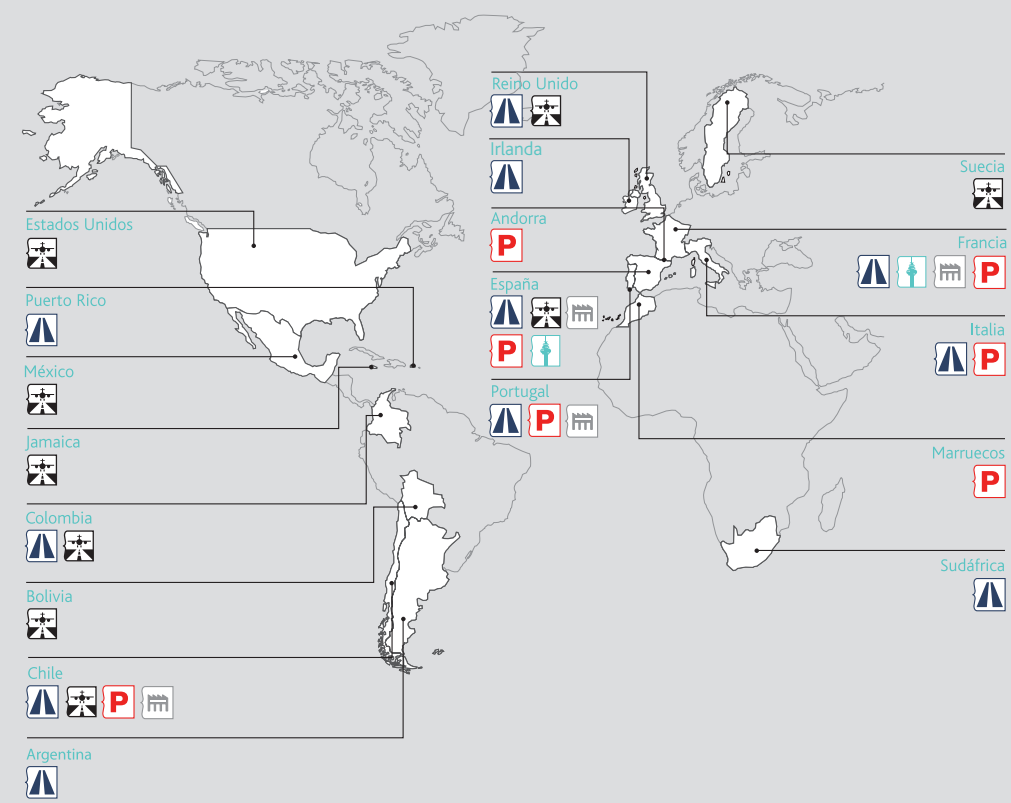 Estados Unidos
Puerto Rico
México
Jamaica
Colombia
Bolivia
Chile
P
Argentina
Reino Unido
Irlanda
Andorra
P
España
P
Portugal
P
Suecia
Francia
P
Italia
P
Marruecos
P
Sudáfrica